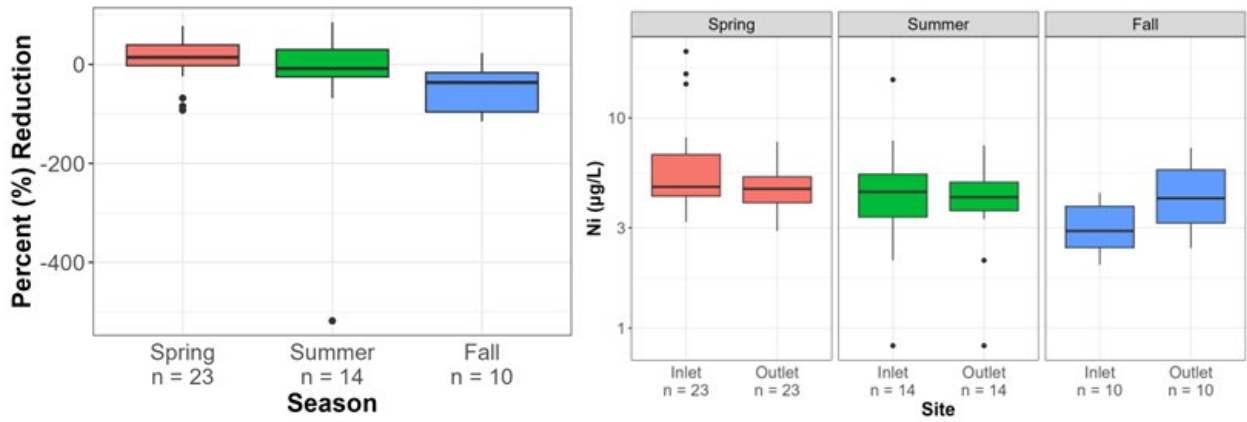 Percent (%) Reduction
0
-200
-400
Spring
n = 23
Summer
n = 14
Fall
n = 10
Season
Ni (µg/L)
10
3
1
Spring
Summer
Fall
Inlet
n = 23
Outlet
n = 23
Inlet
n = 14
Outlet
n = 14
Inlet
n = 10
Outlet
n = 10
Site